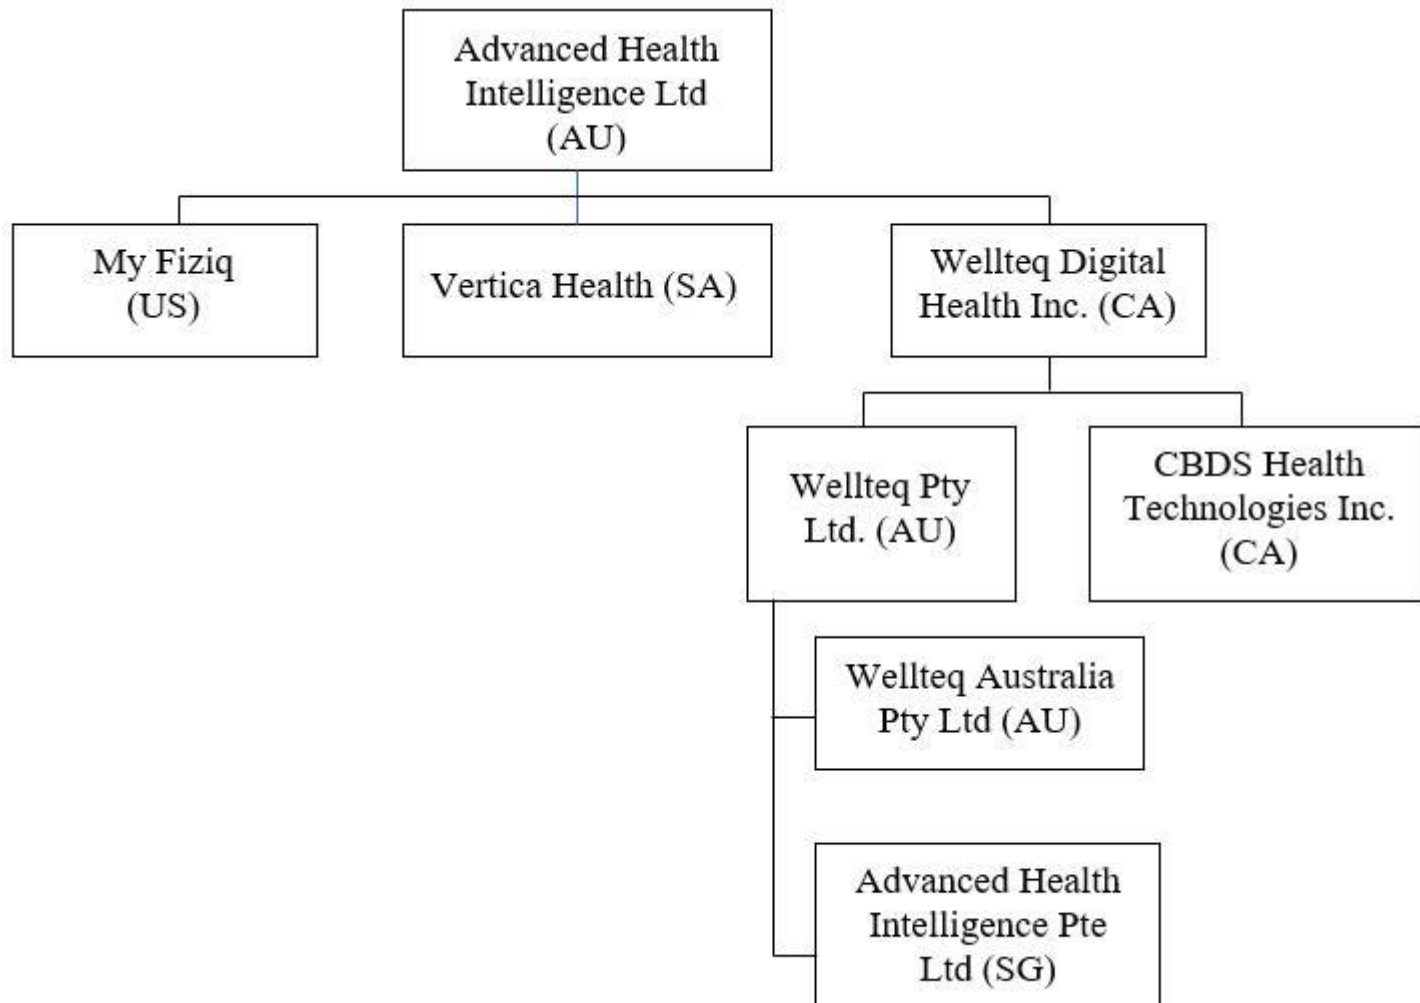 Advanced Health
Intelligence Ltd
(AU)
My Fiziq
(US)
Vertica Health (SA)
Wellteq Digital
Health Inc. (CA)
Wellteq Pty
Ltd. (AU)
CBDS Health
Technologies Inc.
(CA)
Wellteq Australia
Pty Ltd (AU)
Advanced Health
Intelligence Pte
Ltd (SG)